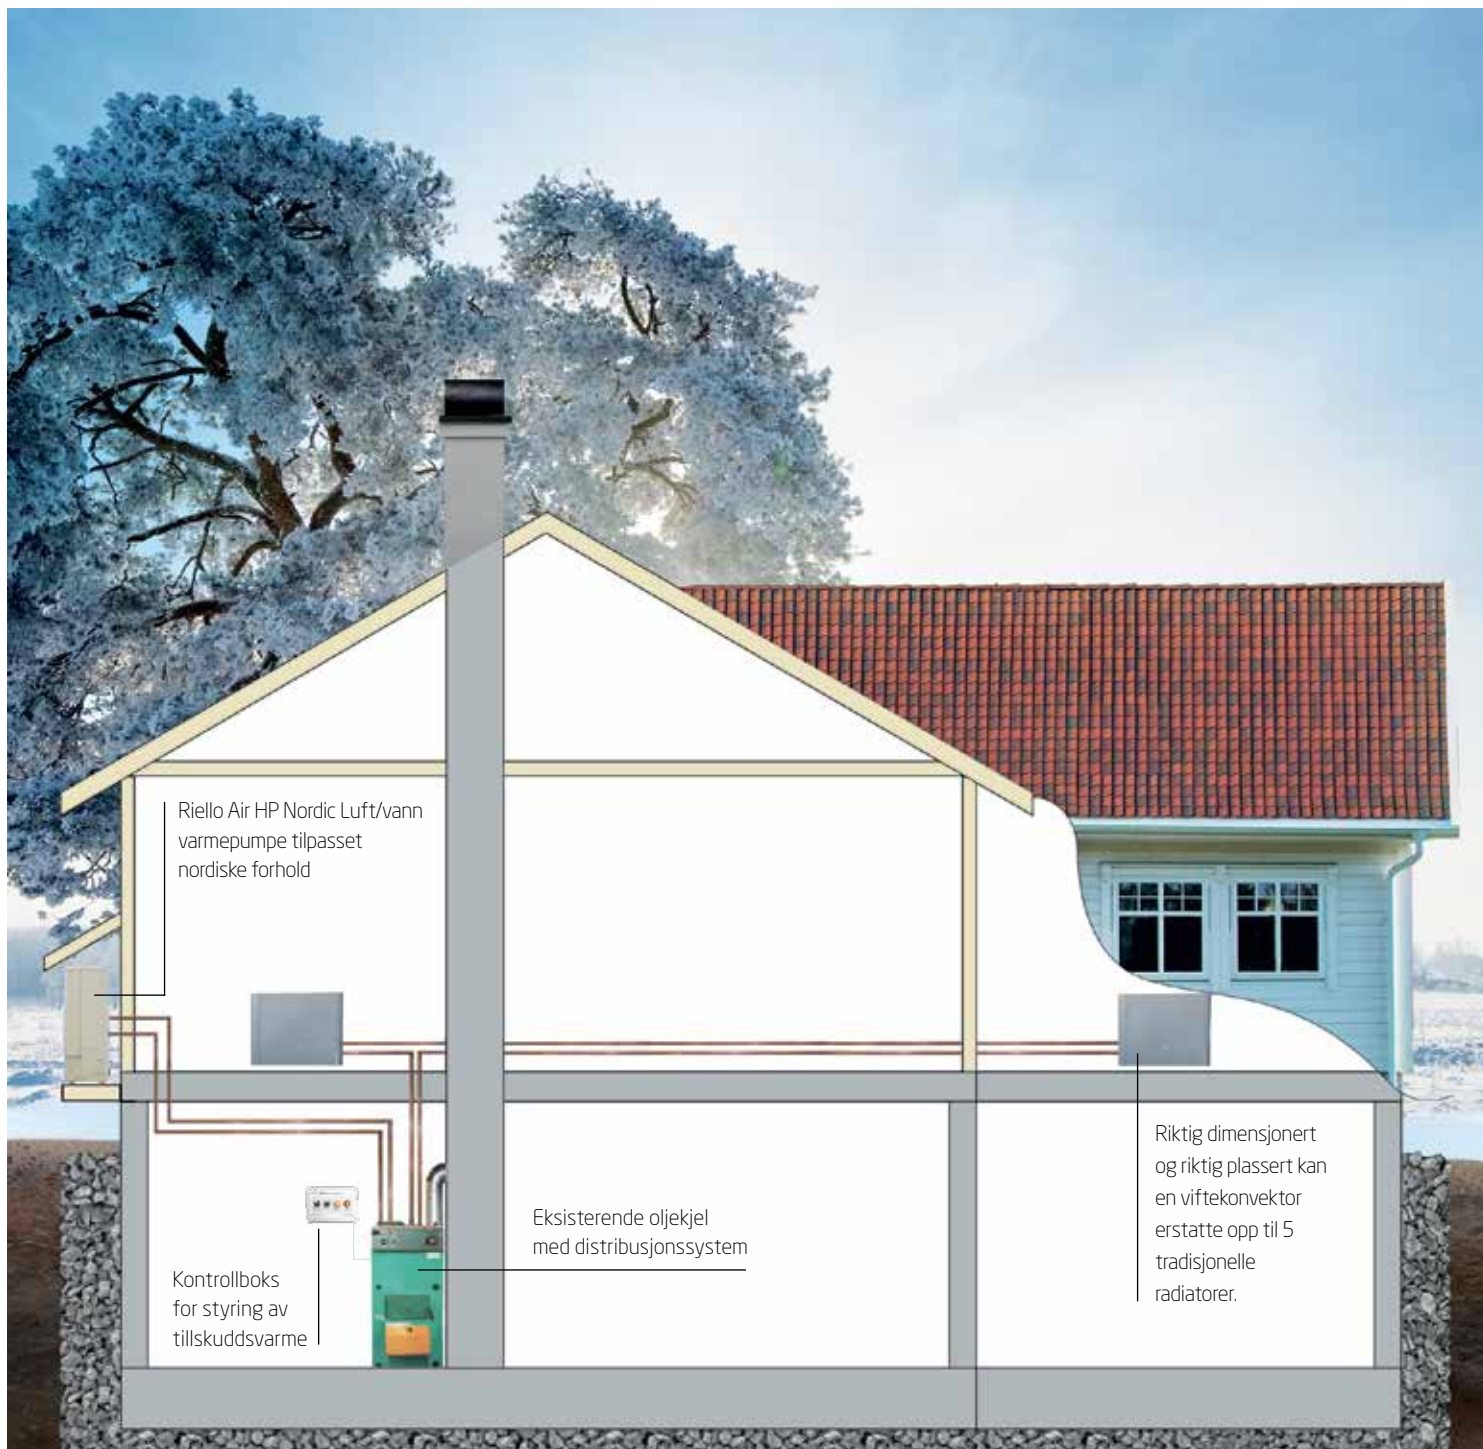 Riello Air HP Nordic Luft/vann
varmepumpe tilpasset
nordiske forhold
Riktig dimensjonert
og riktig plassert kan
en viftekonvektor
erstatte opp til 5
tradisjonelle
radiatorer.
Eksisterende oljekjel
med distribusjonssystem
Kontrollboks
for styring av
tillskuddsvarme